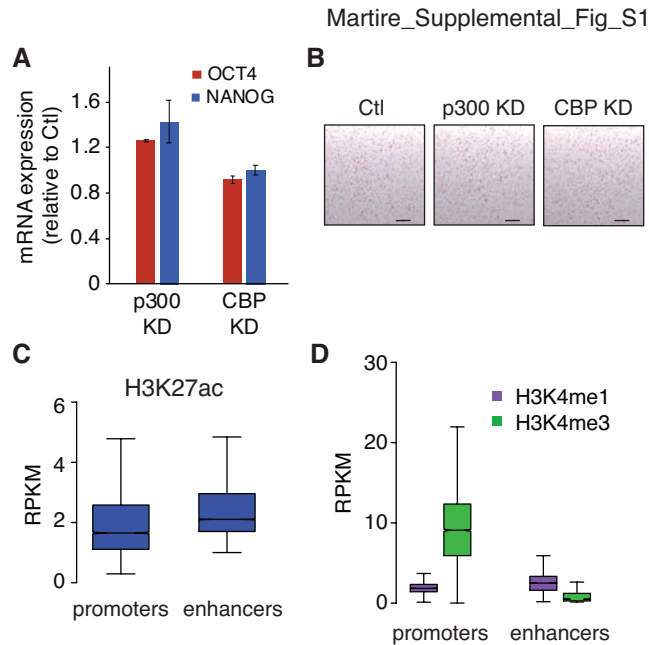 Martire_Supplemental_Fig_S1
A
mRNA expression
(relative to Ctl)
1.6
1.2
0.8
0.4
0
OCT4
NANOG
p300
KD
CBP
KD
B
Ctl
p300 KD
CBP KD
C
H3K27ac
RPKM
6
4
2
0
promoters
enhancers
D
RPKM
30
20
10
0
H3K4me1
H3K4me3
promoters
enhancers